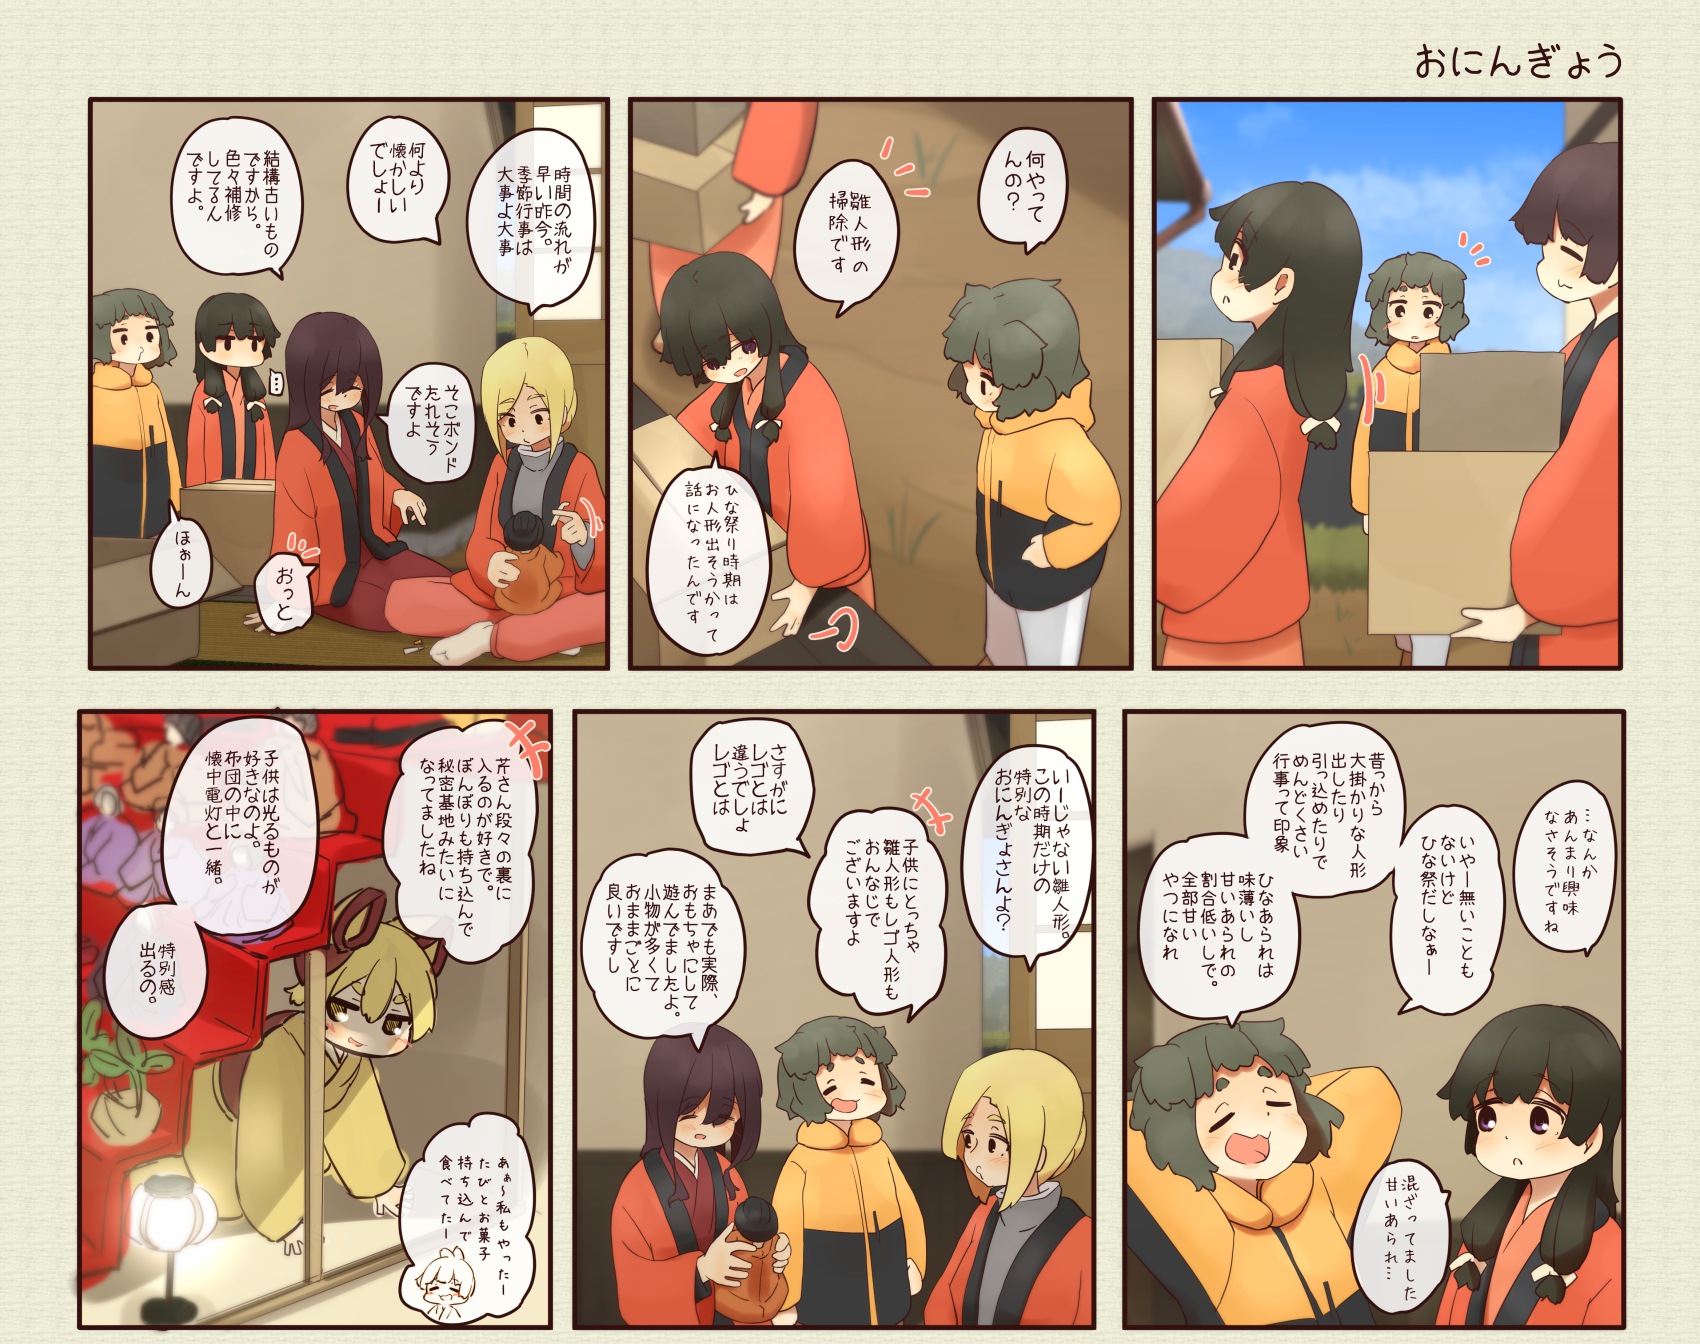 おにんぎょう
何やって
んの?
雛人形の
掃除です
ひな祭り時期は
お人形出そうかって
話になったんです
時間の流れが
早い昨今。
季節行事は
大事よ大事
何より
懐かしい
でしょー
結構古いもの
ですから。
色々補修
してるん
ですよ。
そこボンド
たれそう
ですよ
…
おっと
ほぉーん
…なんか
あんまり興味
なさそうですね
いやー無いことも
ないけど
ひな祭だしなぁー
昔っから
大掛かりな人形
出したり
引っ込めたりで
めんどくさい
行事って印象
ひなあられは
味薄いし
甘いあられの
割合低いしで。
全部甘い
やつになれ
混ざってました
甘いあられ…
いーじゃない雛人形。
この時期だけの
特別な
おにんぎょさんよ?
子供にとっちゃ
雛人形もレゴ人形も
おんなじで
ございますよ
さすがに
レゴとは
違うでしょ
レゴとは
まあでも実際、
おもちゃにして
遊んでましたよ。
小物が多くて
おままごとに
良いですし
芹さん段々の裏に
入るのが好きで。
ぼんぼりも持ち込んで
秘密基地みたいに
なってましたね
子供は光るものが
好きなのよ。
布団の中に
懐中電灯と一緒。
特別感
出るの。
あぁ〜私もやったー
たびとお菓子
持ち込んで
食べてたー